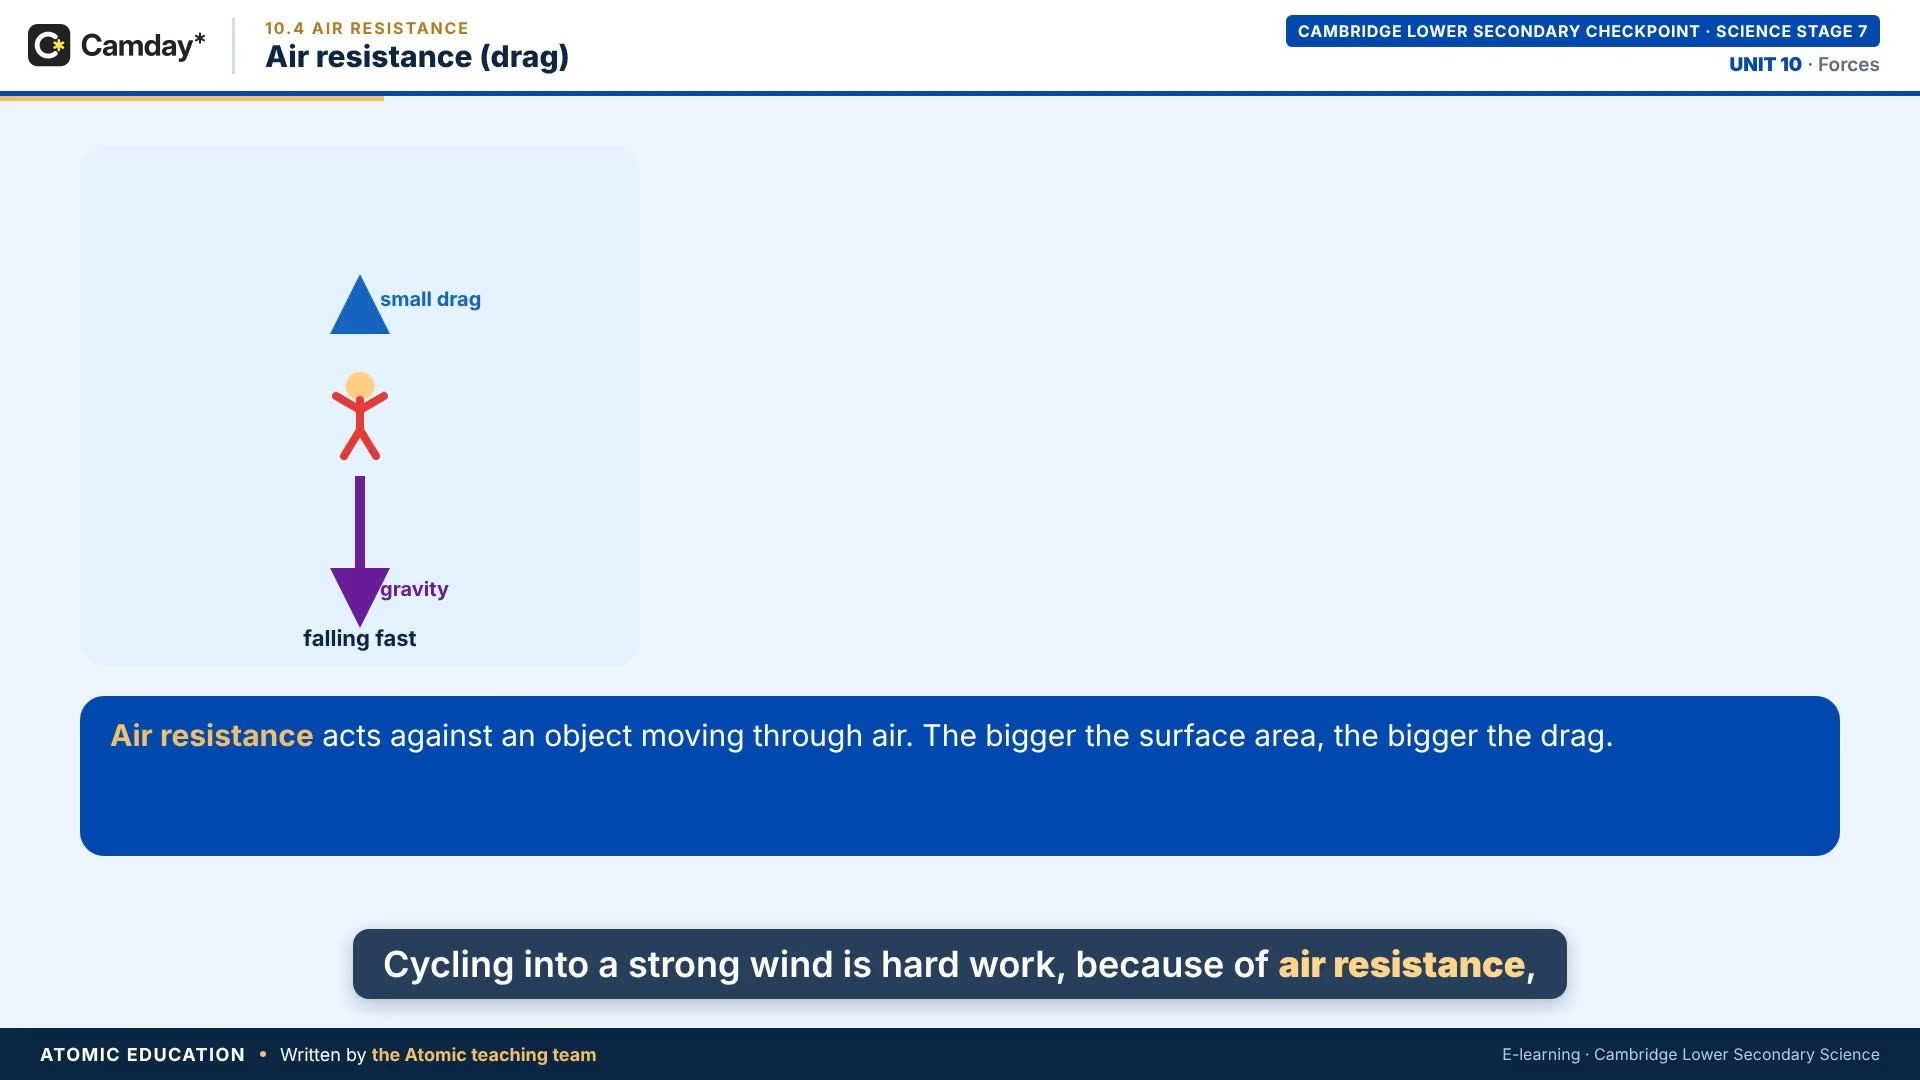 Camday*
10.4 AIR RESISTANCE
Air resistance (drag)
CAMBRIDGE LOWER SECONDARY CHECKPOINT · SCIENCE STAGE 7
UNIT 10 · Forces
small drag
gravity
falling fast
Air resistance acts against an object moving through air. The bigger the surface area, the bigger the drag.
Cycling into a strong wind is hard work, because of air resistance,
ATOMIC EDUCATION • Written by the Atomic teaching team
E-learning · Cambridge Lower Secondary Science